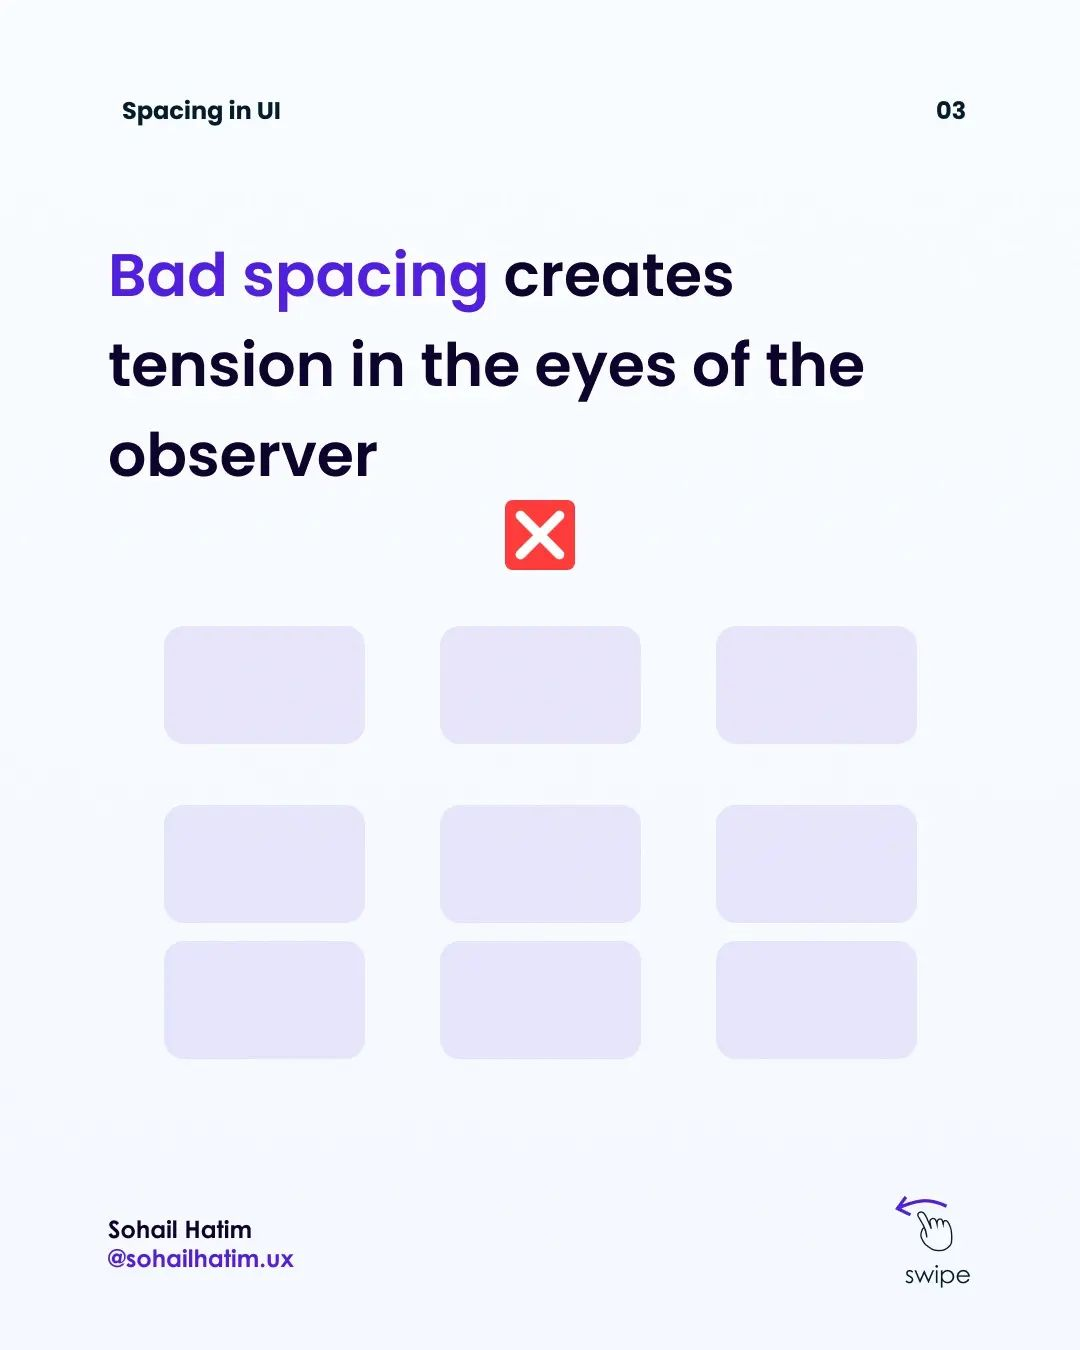 Spacing in UI
03
Bad spacing creates
tension in the eyes of the
observer
Sohail Hatim
@sohailhatim.ux
swipe